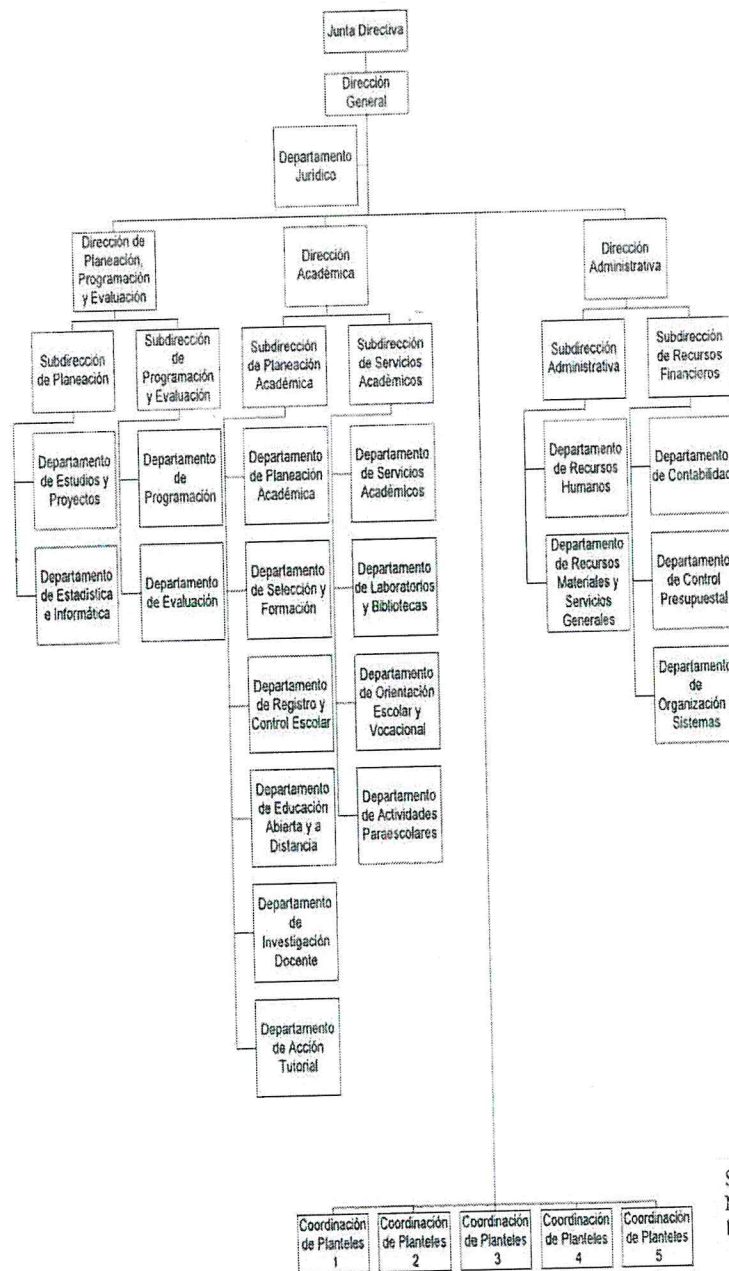 Junta Directiva
Dirección
General
Departamento
Jurídico
Dirección de
Planeación,
Programación
y Evaluación
Dirección
Académica
Dirección
Administrativa
Subdirección
de Planeación
Subdirección
de
Programación
y Evaluación
Subdirección
de Planeación
Académica
Subdirección
de Servicios
Académicos
Subdirección
Administrativa
Subdirección
de Recursos
Financieros
Departamento
de Estudios y
Proyectos
Departamento
de
Programación
Departamento
de Planeación
Académica
Departamento
de Servicios
Académicos
Departamento
de Recursos
Humanos
Departamento
de Contabilidad
Departamento
de Estadística
e Informática
Departamento
de Evaluación
Departamento
de Selección y
Formación
Departamento
de Laboratorios
y Bibliotecas
Departamento
de Recursos
Materiales y
Servicios
Generales
Departamento
de Control
Presupuestal
Departamento
de Registro y
Control Escolar
Departamento
de Orientación
Escolar y
Vocacional
Departamento
de
Organización
Sistemas
Departamento
de Educación
Abierta y a
Distancia
Departamento
de Actividades
Paraescolares
Departamento
de
Investigación
Docente
Departamento
de Acción
Tutorial
Coordinación
de Planteles
1
Coordinación
de Planteles
2
Coordinación
de Planteles
3
Coordinación
de Planteles
4
Coordinación
de Planteles
5